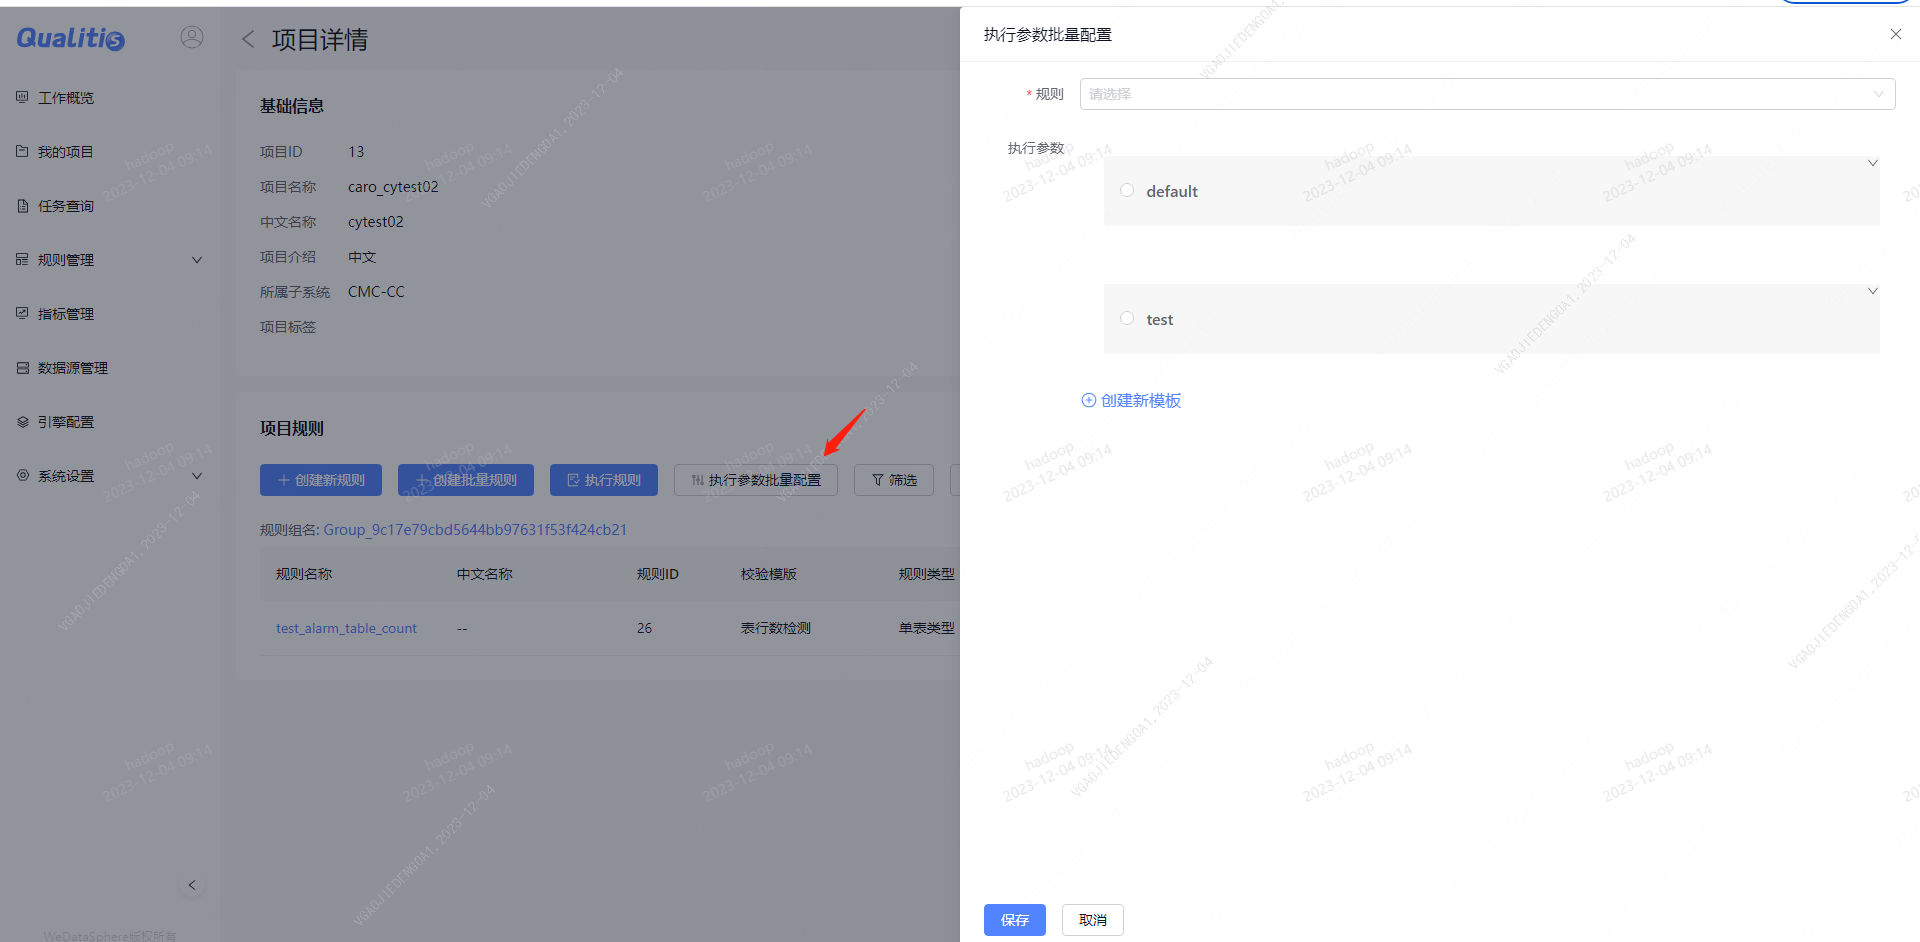 Qualitis
工作概览
我的项目
任务查询
规则管理
指标管理
数据源管理
引擎配置
系统设置
WeDataSphere版权所有
项目详情
基础信息
项目ID 13
项目名称 caro_cytest02
中文名称 cytest02
项目介绍 中文
所属子系统 CMC-CC
项目标签
项目规则
创建新规则 创建批量规则 执行规则 执行参数批量配置 筛选
规则组名: Group_9c17e79cbd5644bb97631f53f424cb21
规则名称 中文名称 规则ID 校验模版 规则类型
test_alarm_table_count -- 26 表行数检测 单表类型
执行参数批量配置
* 规则 请选择
执行参数
default
test
创建新模板
保存 取消
hadoop
2023-12-04 09:14
VGAOJIEDENGOA1,2023-12-04